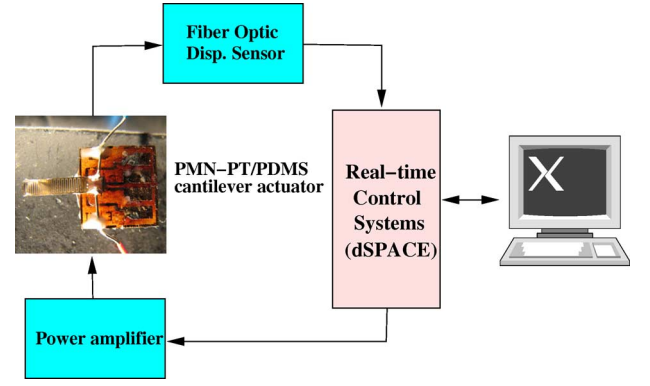 Fiber Optic
Disp. Sensor
PMN−PT/PDMS
cantilever actuator
Real−time
Control
Systems
(dSPACE)
X
Power amplifier